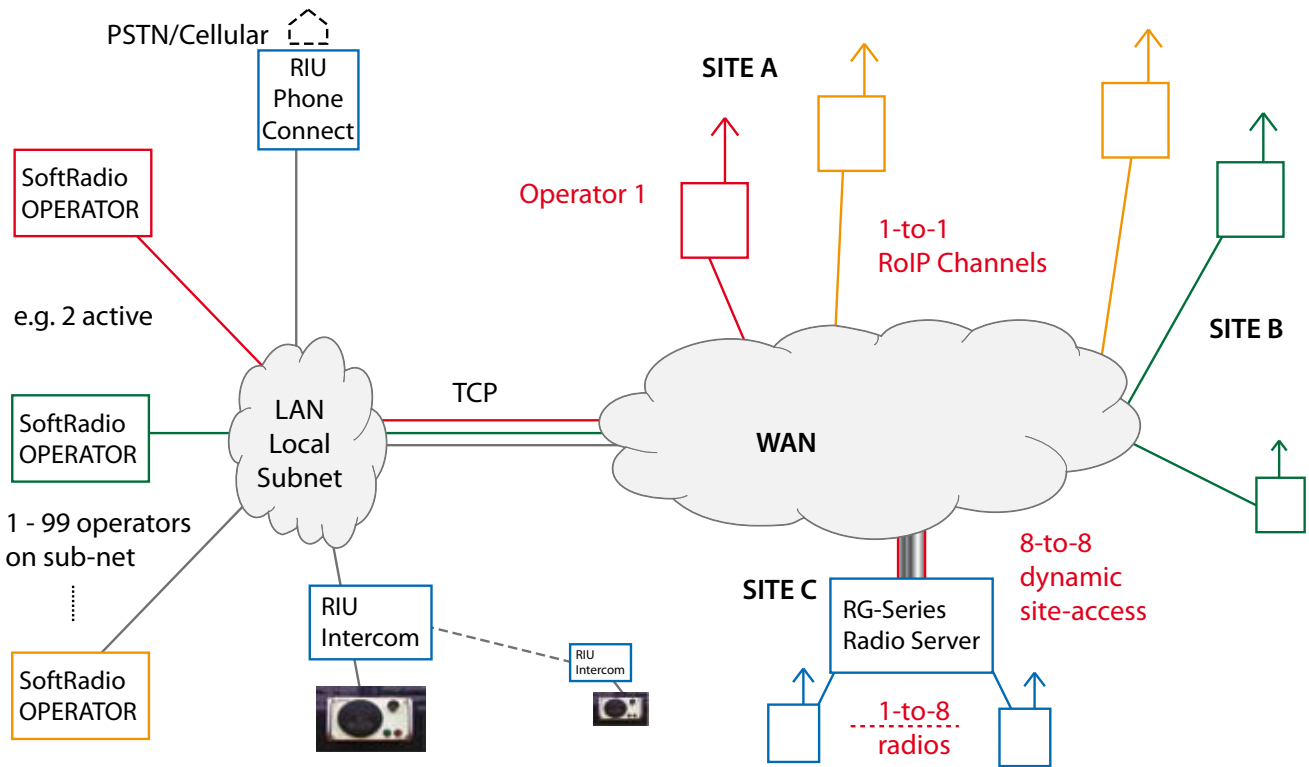 PSTN/Cellular
RIU
Phone
Connect
SITE A
SoftRadio
OPERATOR
Operator 1
1-to-1
RoIP Channels
e.g. 2 active
SITE B
TCP
LAN
Local
Subnet
SoftRadio
OPERATOR
WAN
1 - 99 operators
on sub-net
8-to-8
dynamic
site-access
SITE C
RG-Series
Radio Server
RIU
Intercom
RIU
Intercom
SoftRadio
OPERATOR
1-to-8
radios